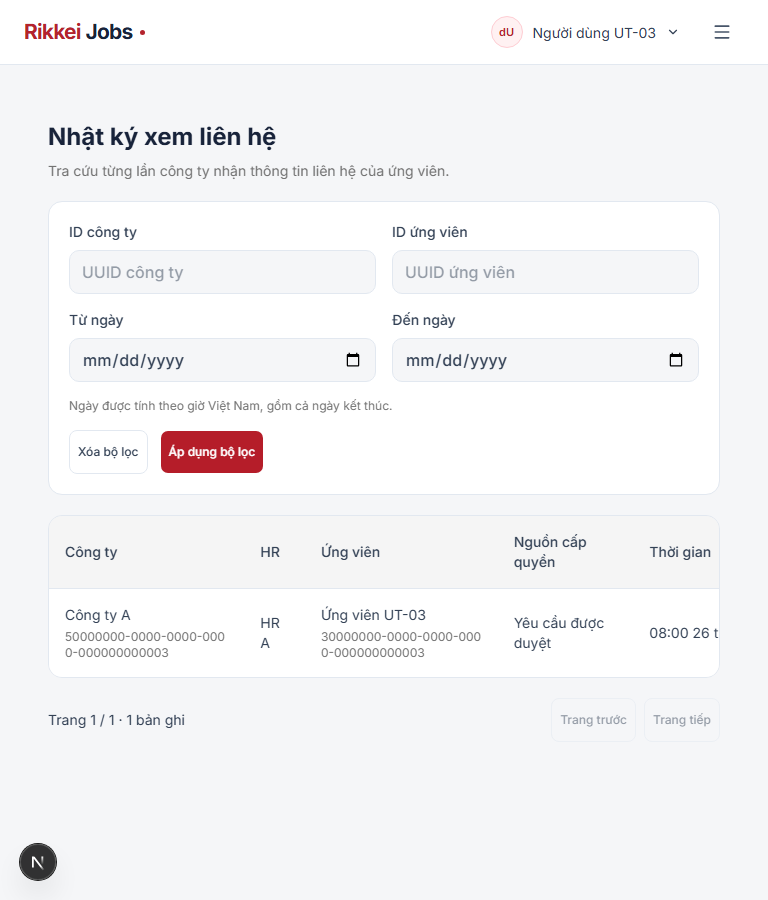 Rikkei Jobs
dU Người dùng UT-03
Nhật ký xem liên hệ
Tra cứu từng lần công ty nhận thông tin liên hệ của ứng viên.
ID công ty ID ứng viên
UUID công ty UUID ứng viên
Từ ngày Đến ngày
mm/dd/yyyy mm/dd/yyyy
Ngày được tính theo giờ Việt Nam, gồm cả ngày kết thúc.
Xóa bộ lọc Áp dụng bộ lọc
Công ty HR Ứng viên Nguồn cấp quyền Thời gian
Công ty A
50000000-0000-0000-000
0-000000000003
HR
A
Ứng viên UT-03
30000000-0000-0000-000
0-000000000003
Yêu cầu được
duyệt
08:00 26 t
Trang 1 / 1 · 1 bản ghi Trang trước Trang tiếp
N